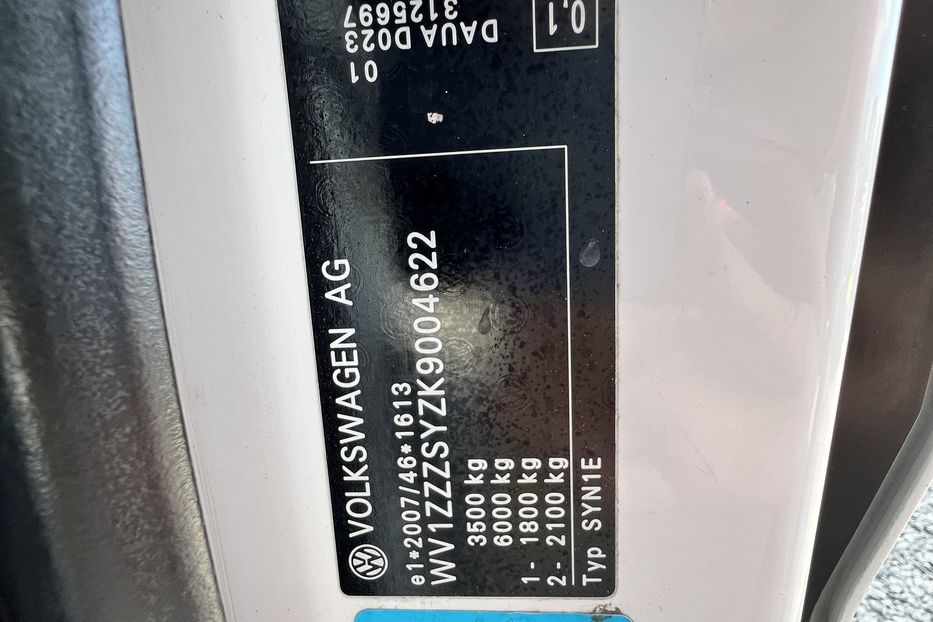 VOLKSWAGEN AG
e1*2007/46*1613
WV1ZZZSYZK9004622
3500 kg
6000 kg
1- 1800 kg
2- 2100 kg
Typ SYN1E
01
DAUA D023
3125697
0,1